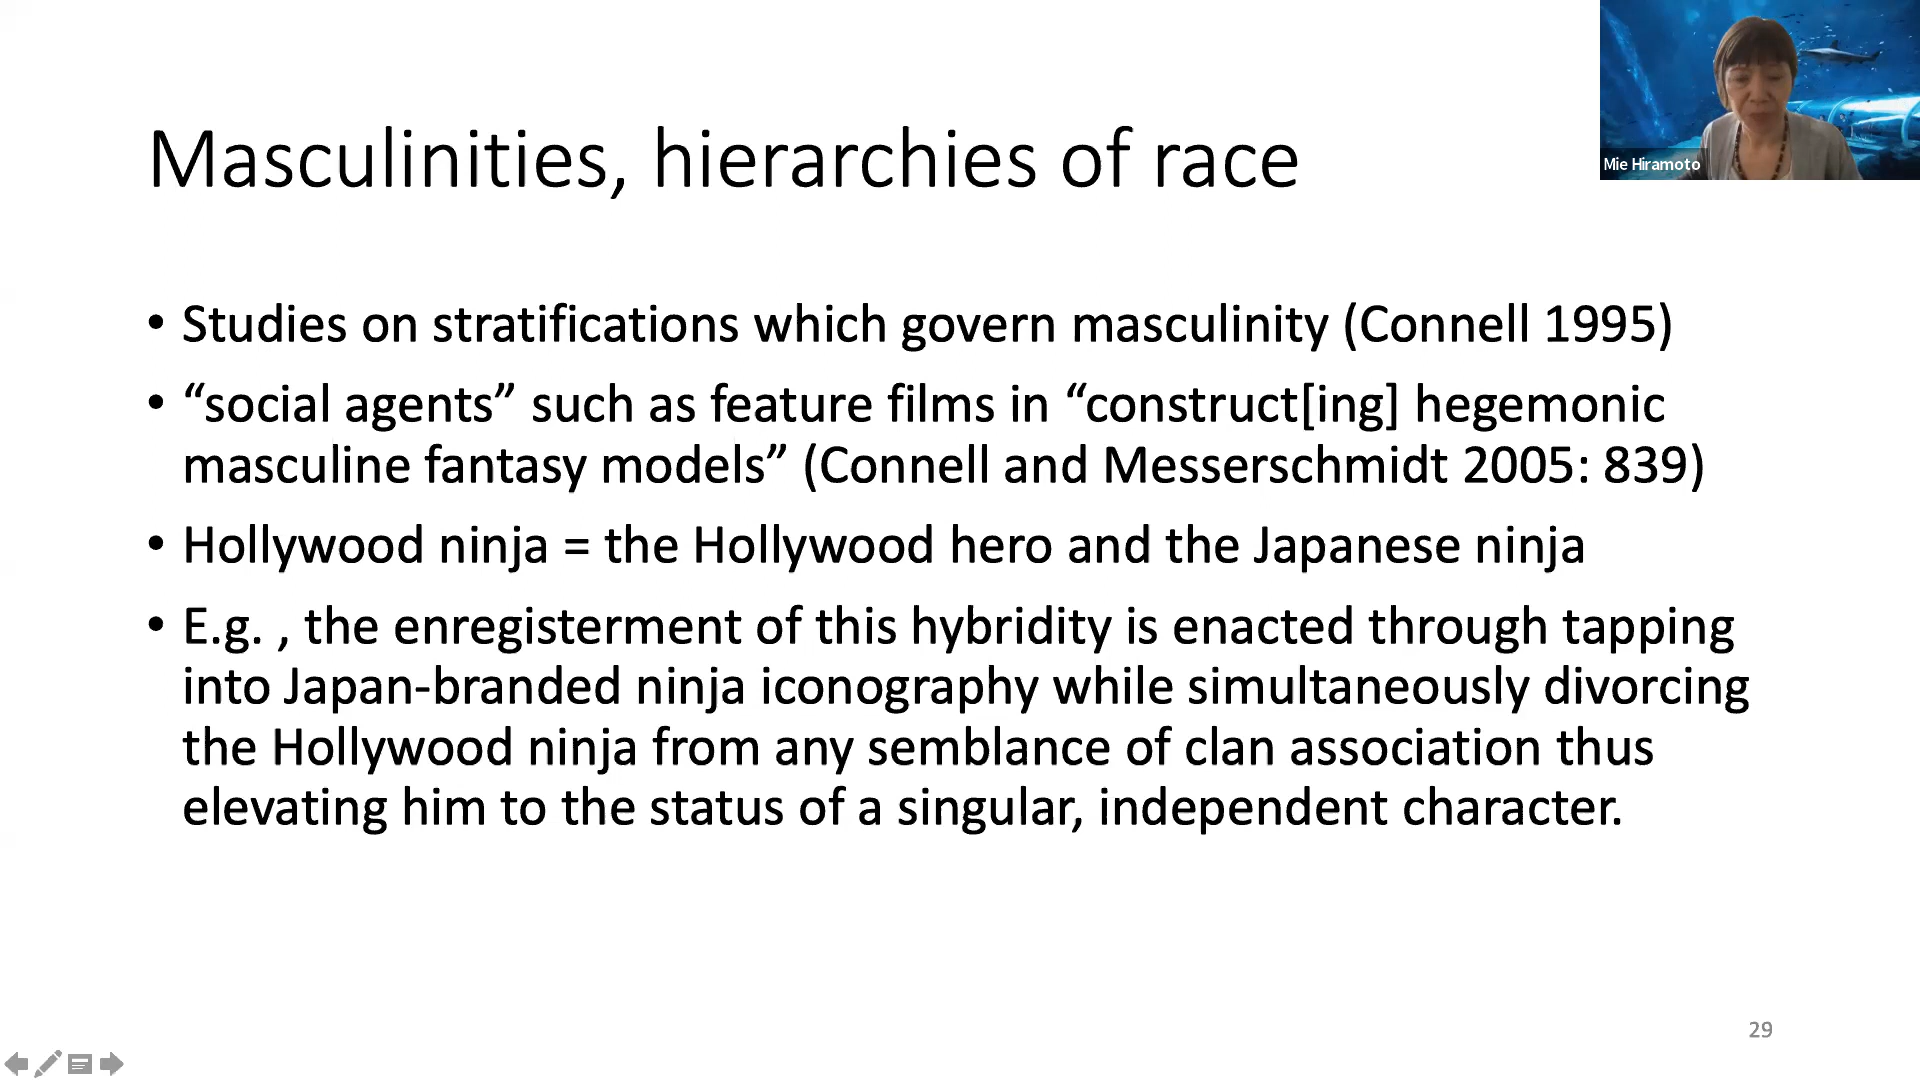 Masculinities, hierarchies of race
Mie Hiramoto
• Studies on stratifications which govern masculinity (Connell 1995)
• “social agents” such as feature films in “construct[ing] hegemonic
masculine fantasy models” (Connell and Messerschmidt 2005: 839)
• Hollywood ninja = the Hollywood hero and the Japanese ninja
• E.g. , the enregisterment of this hybridity is enacted through tapping
into Japan-branded ninja iconography while simultaneously divorcing
the Hollywood ninja from any semblance of clan association thus
elevating him to the status of a singular, independent character.
29